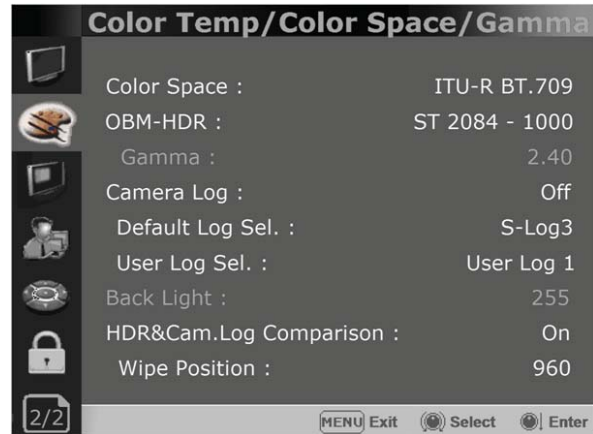 Color Temp/Color Space/Gamma
Color Space : ITU-R BT.709
OBM-HDR : ST 2084 - 1000
Gamma : 2.40
Camera Log : Off
Default Log Sel. : S-Log3
User Log Sel. : User Log 1
Back Light : 255
HDR&Cam.Log Comparison : On
Wipe Position : 960
2/2
MENU Exit Select Enter